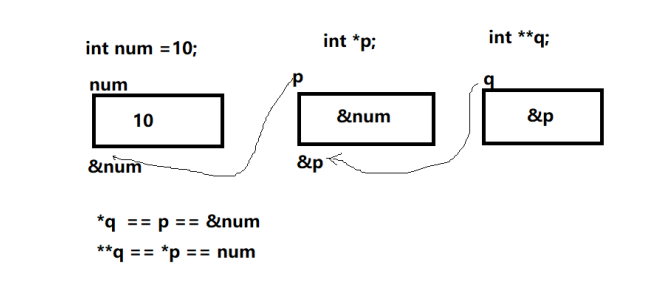 int num =10;
int *p;
int **q;
num
p
q
10
&num
&p
&num
&p
*q == p == &num
**q == *p == num